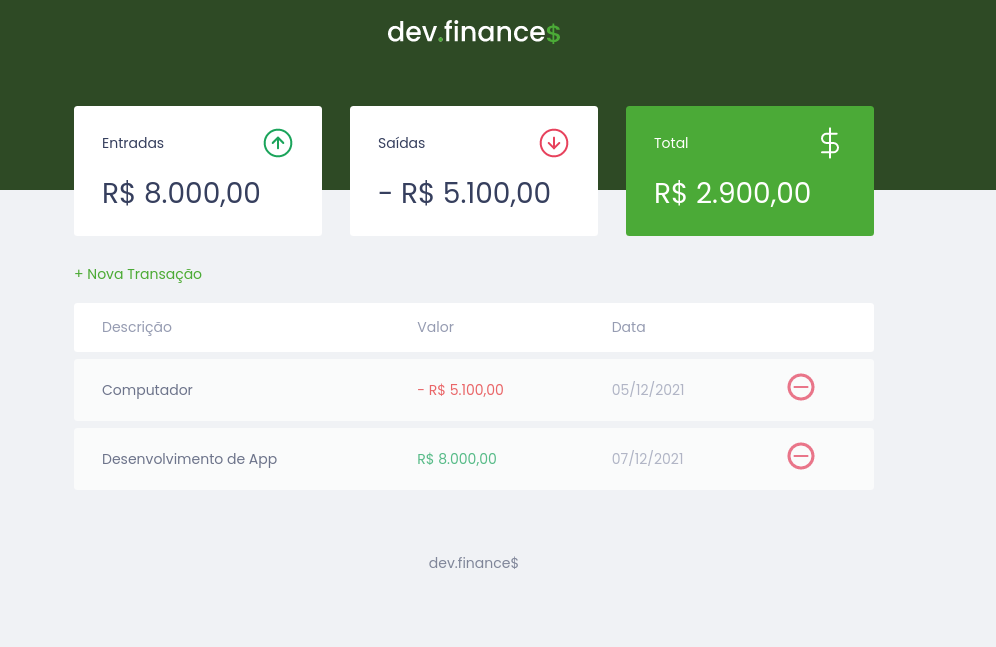 dev.finance$
Entradas
R$ 8.000,00
Saídas
- R$ 5.100,00
Total
$
R$ 2.900,00
+ Nova Transação
Descrição Valor Data
Computador - R$ 5.100,00 05/12/2021
Desenvolvimento de App R$ 8.000,00 07/12/2021
dev.finance$